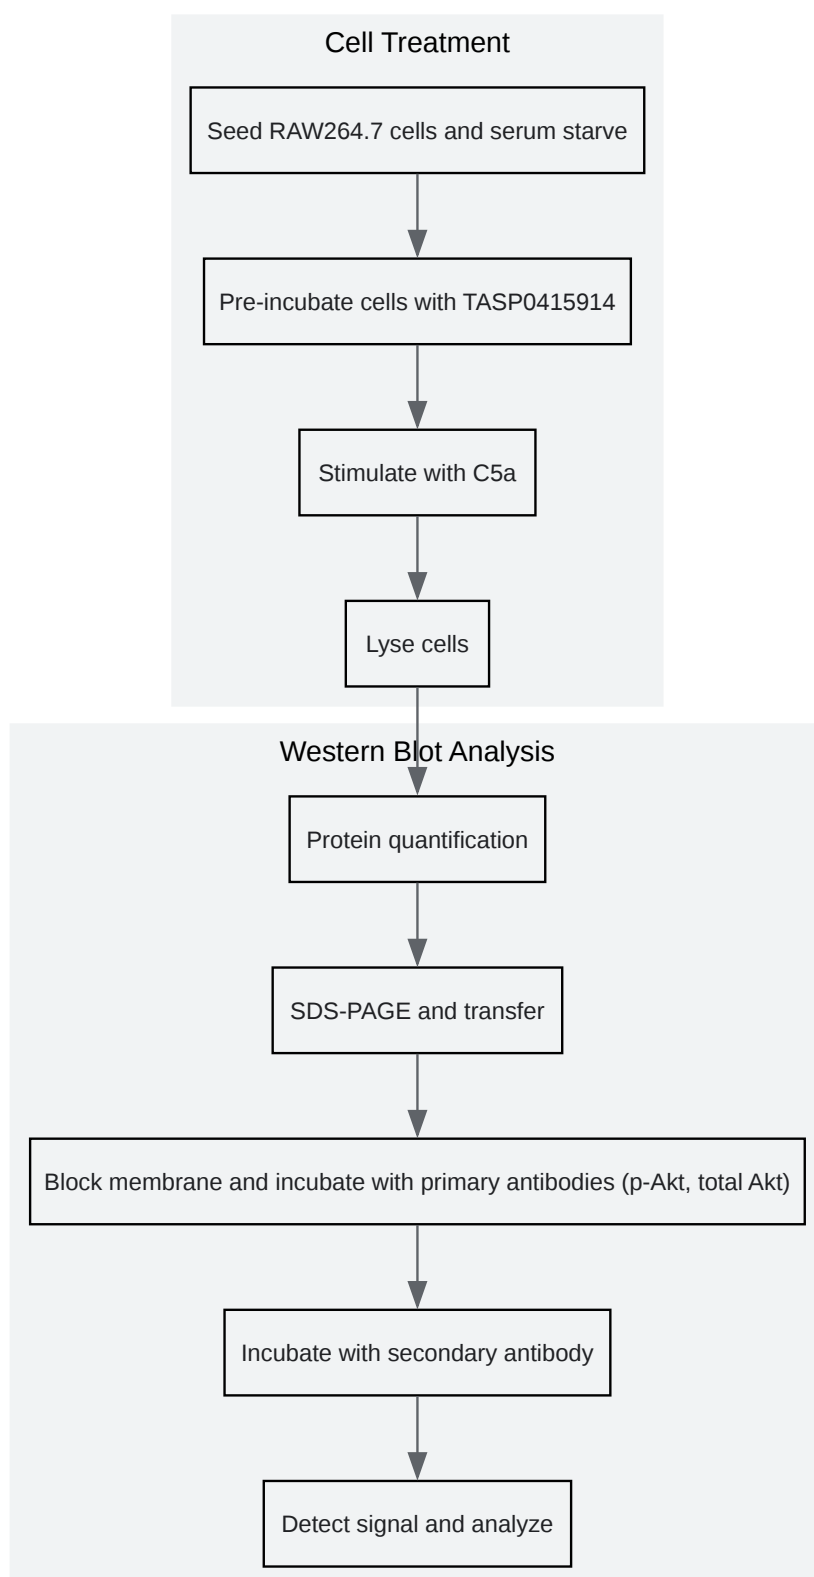 Cell Treatment
Seed RAW264.7 cells and serum starve
Pre-incubate cells with TASP0415914
Stimulate with C5a
Lyse cells
Western Blot Analysis
Protein quantification
SDS-PAGE and transfer
Block membrane and incubate with primary antibodies (p-Akt, total Akt)
Incubate with secondary antibody
Detect signal and analyze